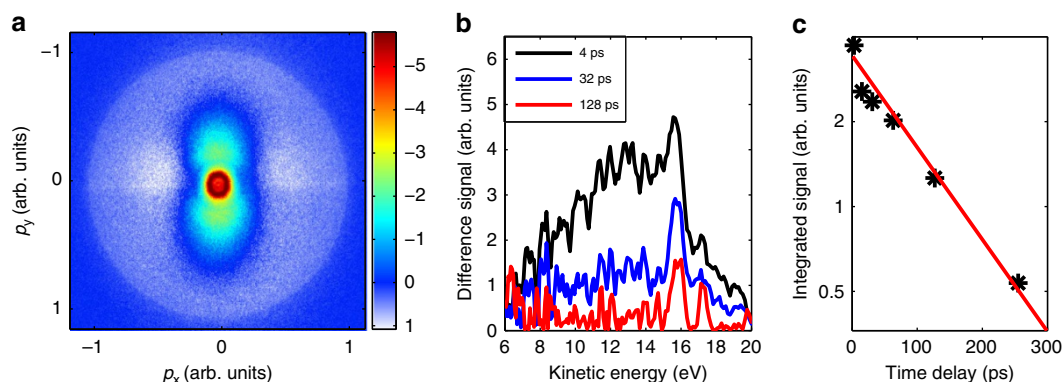 a
−1
0
1
p_y (arb. units)
−1
0
1
p_x (arb. units)
−5
−4
−3
−2
−1
0
1
b
Difference signal (arb. units)
6
5
4
3
2
1
0
4 ps
32 ps
128 ps
6 8 10 12 14 16 18 20
Kinetic energy (eV)
c
Integrated signal (arb. units)
2
1
0.5
0 100 200 300
Time delay (ps)